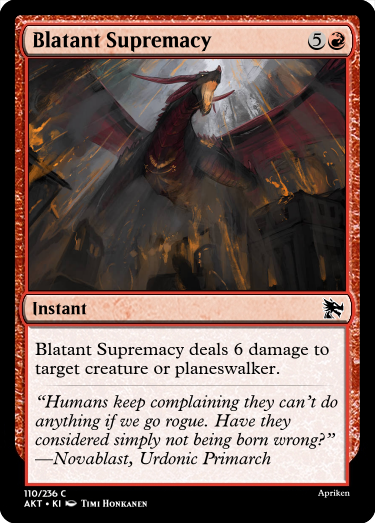 Blatant Supremacy 5
Instant
Blatant Supremacy deals 6 damage to
target creature or planeswalker.
“Humans keep complaining they can’t do
anything if we go rogue. Have they
considered simply not being born wrong?”
—Novablast, Urdonic Primarch
110/236 C Apriken
AKT • KI Timi Honkanen